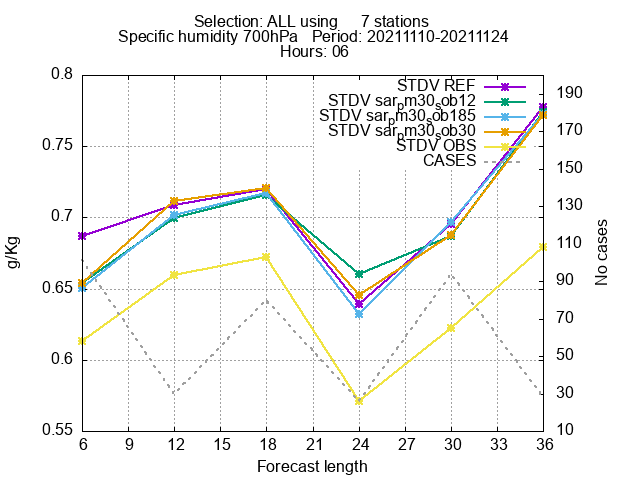 Selection: ALL using 7 stations
Specific humidity 700hPa Period: 20211110-20211124
Hours: 06
STDV REF
STDV sarpm30sob12
STDV sarpm30sob185
STDV sarpm30sob30
STDV OBS
CASES
0.8
0.75
0.7
0.65
0.6
0.55
g/Kg
190
170
150
130
110
90
70
50
30
10
No cases
6 9 12 15 18 21 24 27 30 33 36
Forecast length